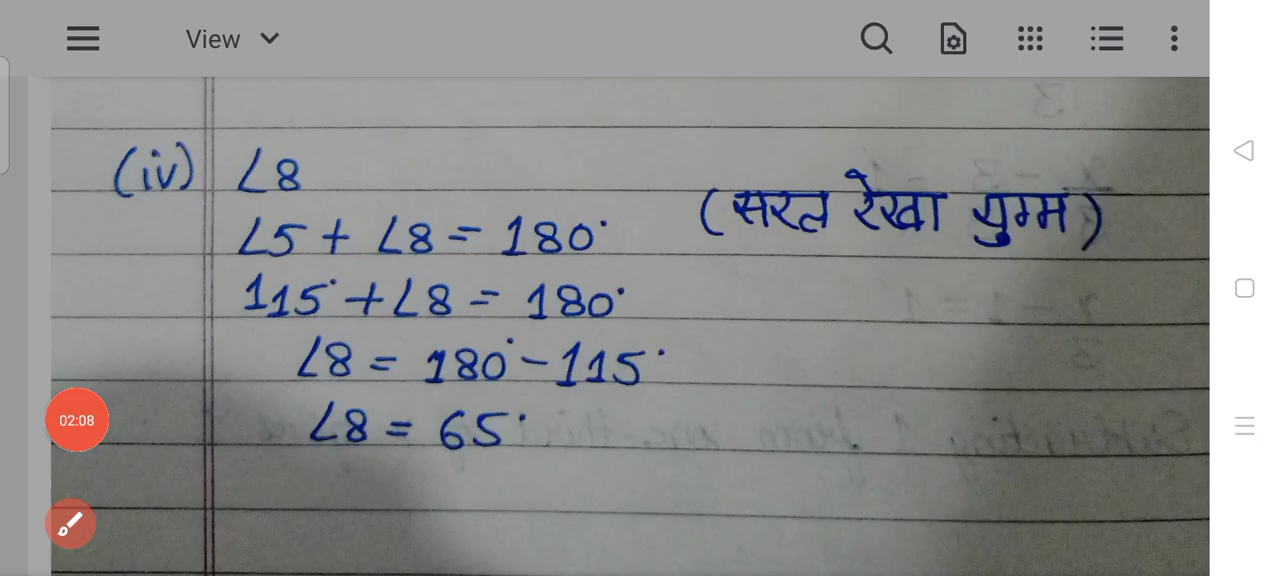 View
(iv) ∠8
∠5 + ∠8 = 180° (सरल रेखा युग्म)
115° + ∠8 = 180°
∠8 = 180° - 115°
∠8 = 65°
02:08